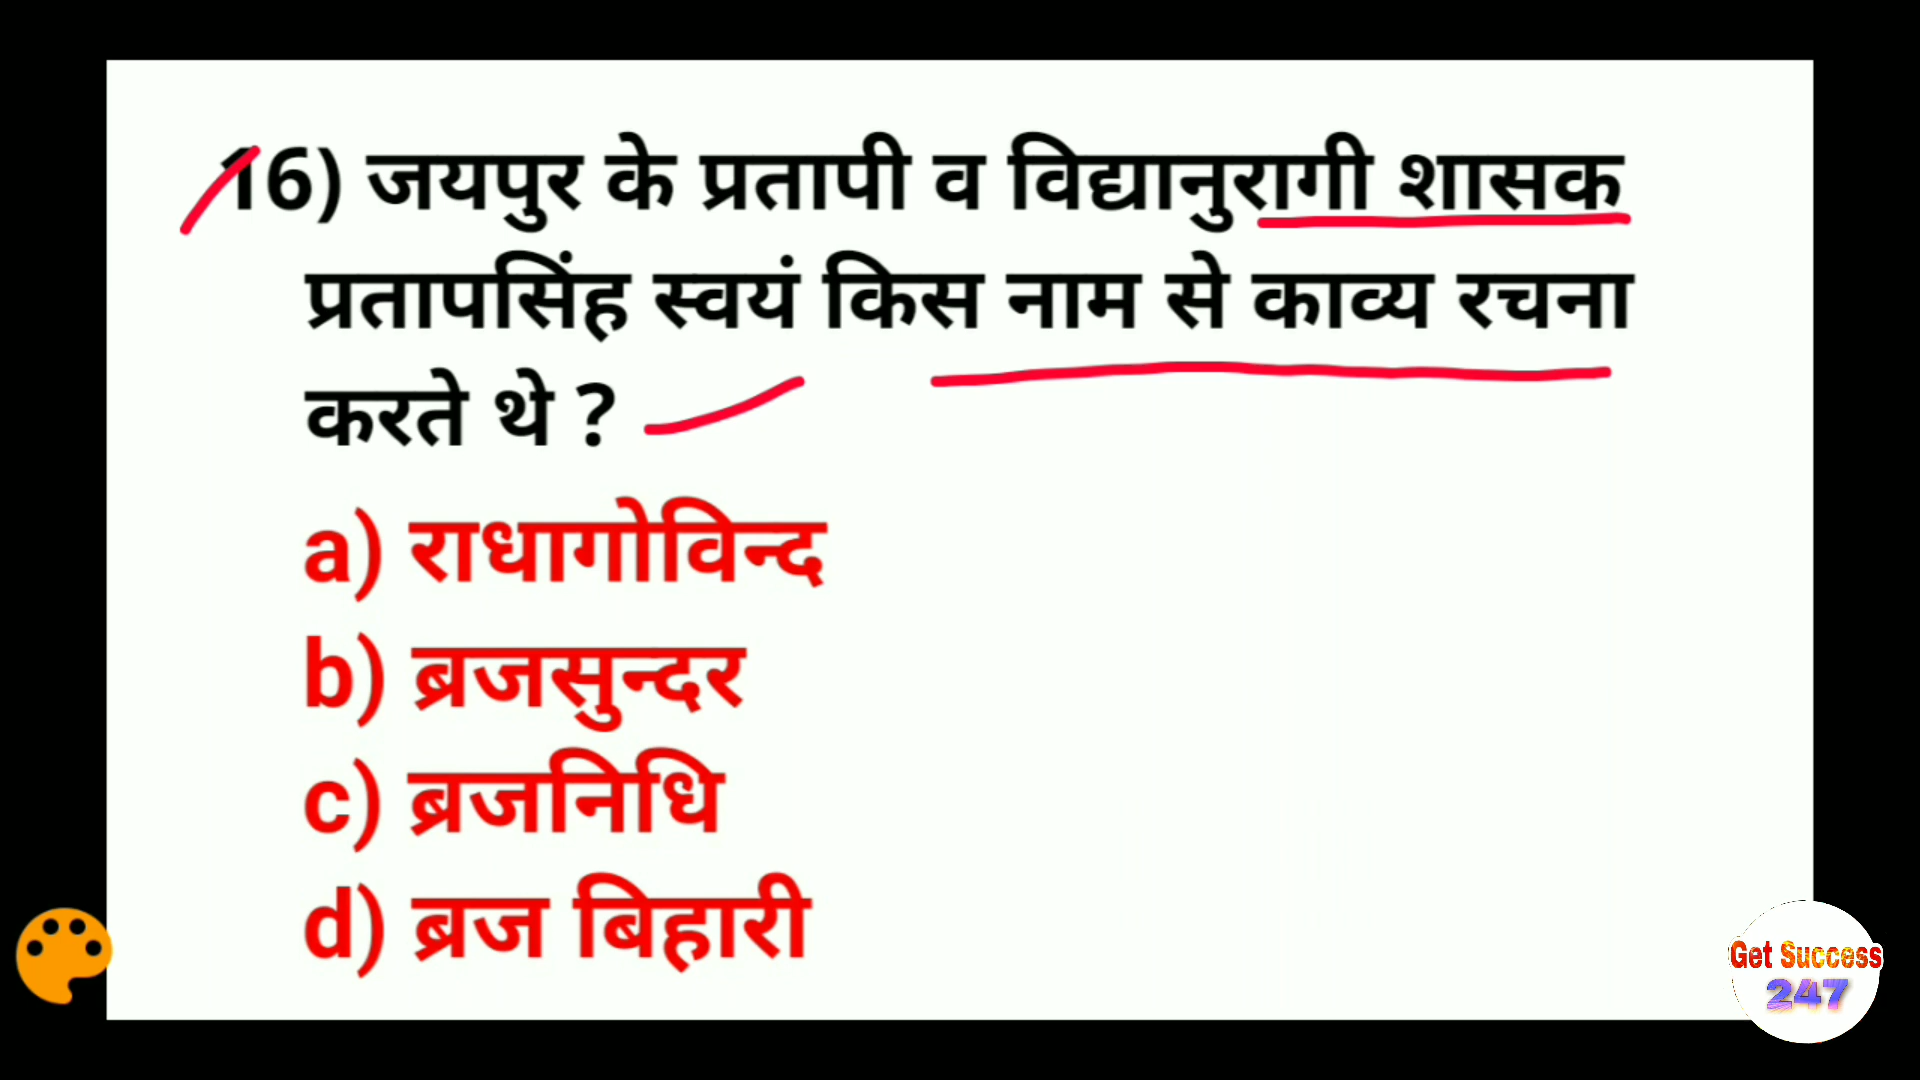 16) जयपुर के प्रतापी व विद्यानुरागी शासक
प्रतापसिंह स्वयं किस नाम से काव्य रचना
करते थे ?
a) राधागोविन्द
b) ब्रजसुन्दर
c) ब्रजनिधि
d) ब्रज बिहारी
Get Success
247